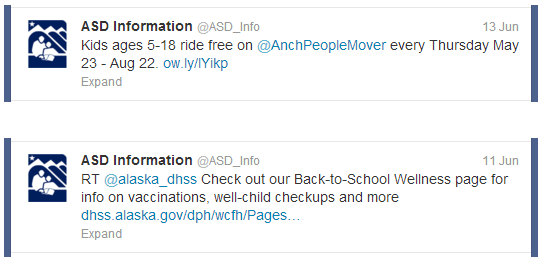 ASD Information @ASD_Info 13 Jun
Kids ages 5-18 ride free on @AnchPeopleMover every Thursday May
23 - Aug 22. ow.ly/lYikp
Expand
ASD Information @ASD_Info 11 Jun
RT @alaska_dhss Check out our Back-to-School Wellness page for
info on vaccinations, well-child checkups and more
dhss.alaska.gov/dph/wcfh/Pages…
Expand